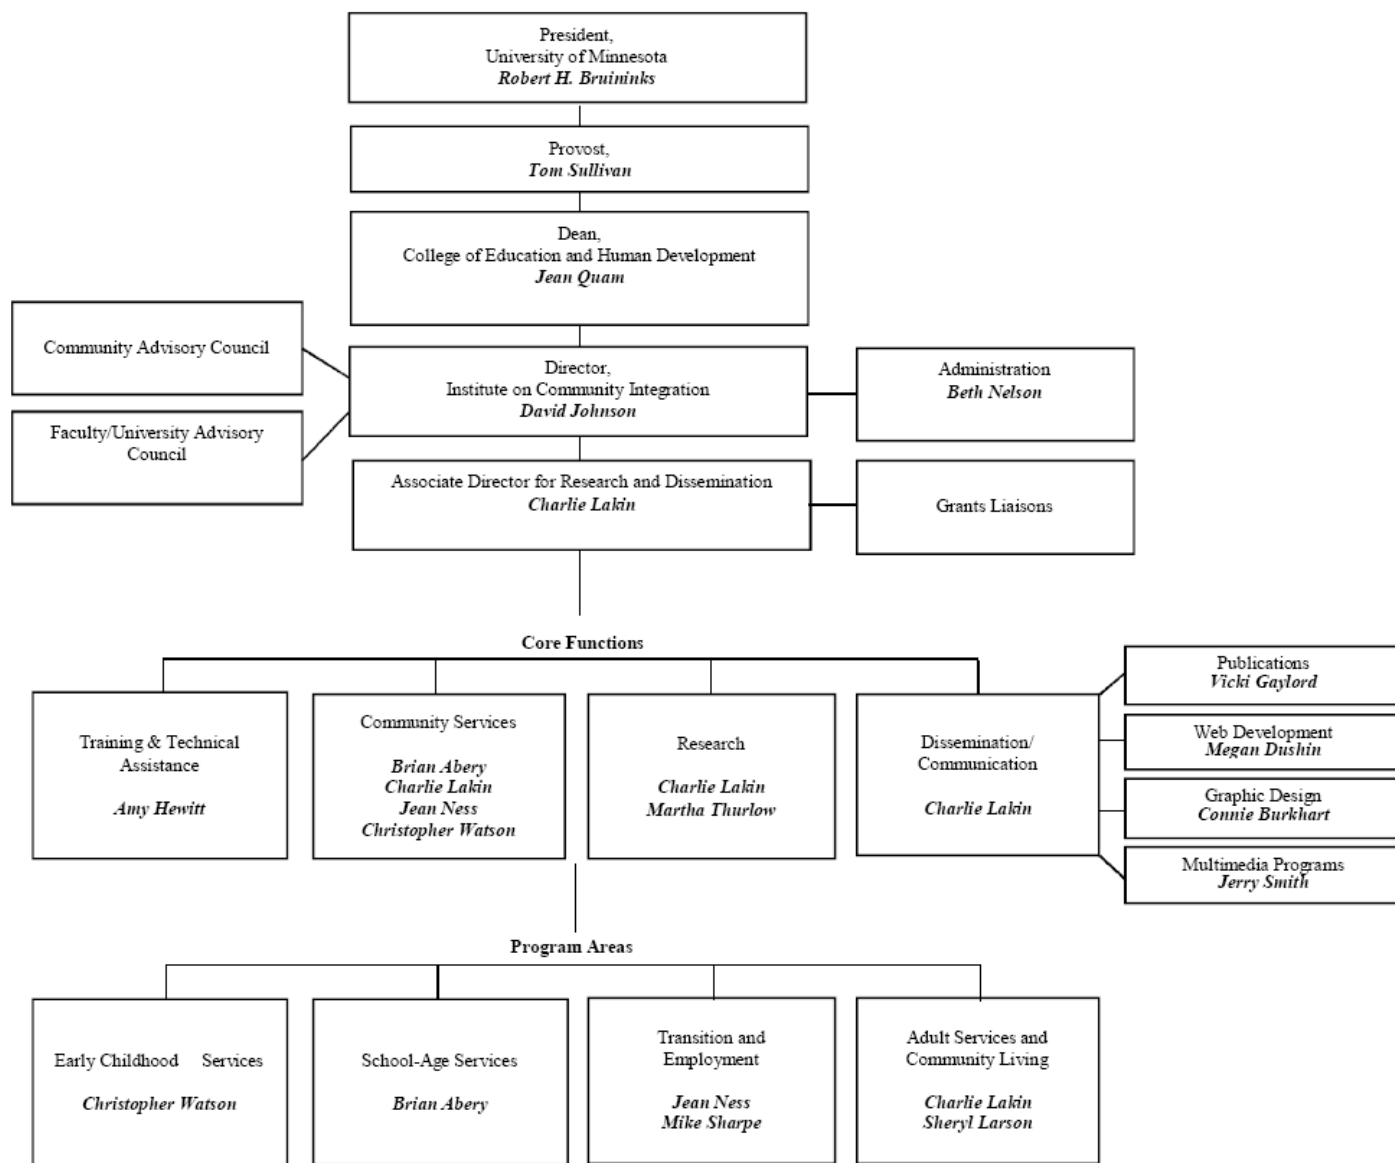 President,
University of Minnesota
Robert H. Bruininks
Provost,
Tom Sullivan
Dean,
College of Education and Human Development
Jean Quam
Community Advisory Council
Faculty/University Advisory
Council
Director,
Institute on Community Integration
David Johnson
Administration
Beth Nelson
Associate Director for Research and Dissemination
Charlie Lakin
Grants Liaisons
Core Functions
Training & Technical
Assistance
Amy Hewitt
Community Services
Brian Abery
Charlie Lakin
Jean Ness
Christopher Watson
Research
Charlie Lakin
Martha Thurlow
Dissemination/
Communication
Charlie Lakin
Publications
Vicki Gaylord
Web Development
Megan Dushin
Graphic Design
Connie Burkhart
Multimedia Programs
Jerry Smith
Program Areas
Early Childhood Services
Christopher Watson
School-Age Services
Brian Abery
Transition and
Employment
Jean Ness
Mike Sharpe
Adult Services and
Community Living
Charlie Lakin
Sheryl Larson